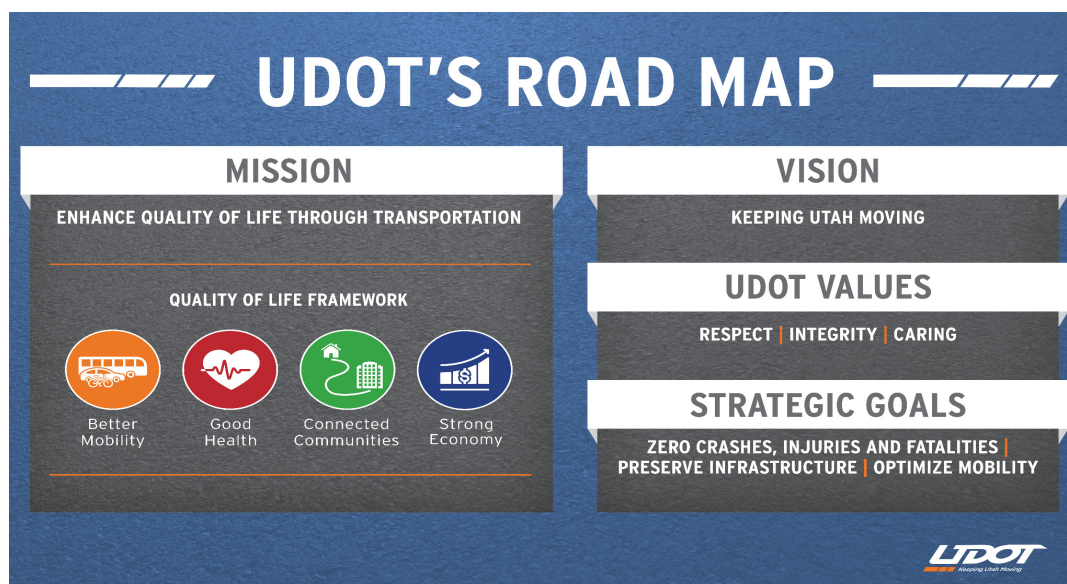 UDOT'S ROAD MAP
MISSION
ENHANCE QUALITY OF LIFE THROUGH TRANSPORTATION
QUALITY OF LIFE FRAMEWORK
Better
Mobility
Good
Health
Connected
Communities
Strong
Economy
VISION
KEEPING UTAH MOVING
UDOT VALUES
RESPECT | INTEGRITY | CARING
STRATEGIC GOALS
ZERO CRASHES, INJURIES AND FATALITIES |
PRESERVE INFRASTRUCTURE | OPTIMIZE MOBILITY
UDOT
Keeping Utah Moving